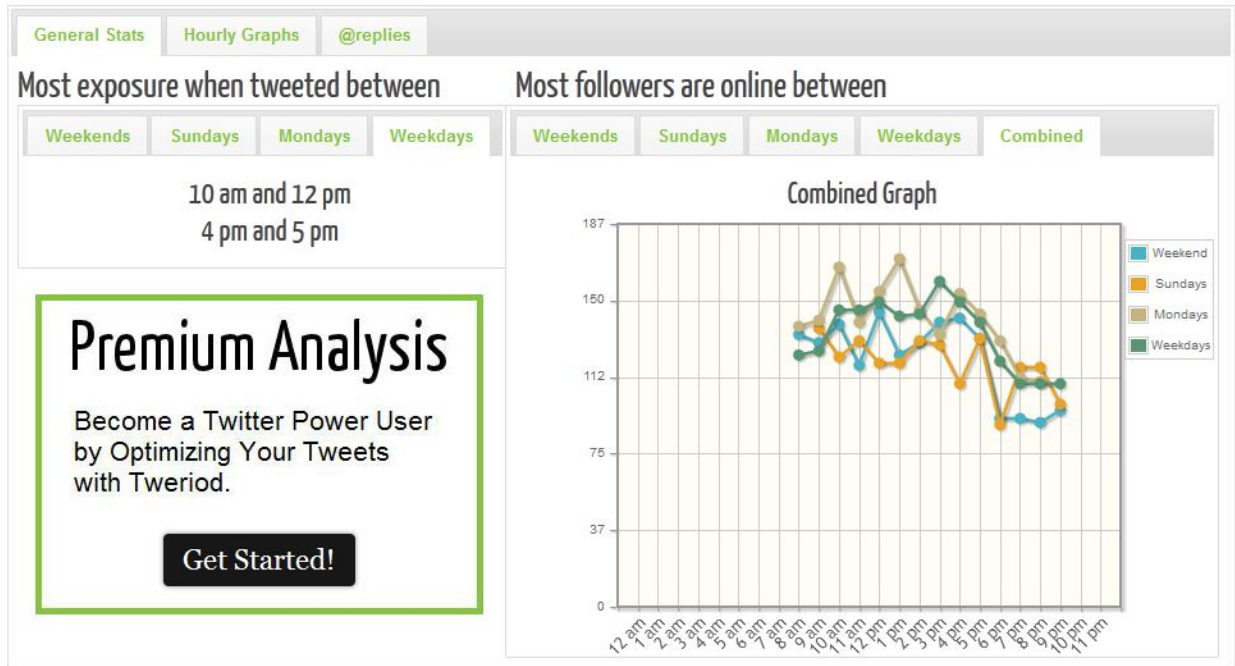 General Stats
Hourly Graphs
@replies
Most exposure when tweeted between
Weekends
Sundays
Mondays
Weekdays
10 am and 12 pm
4 pm and 5 pm
Premium Analysis
Become a Twitter Power User
by Optimizing Your Tweets
with Tweriod.
Get Started!
Most followers are online between
Weekends
Sundays
Mondays
Weekdays
Combined
Combined Graph
187
150
112
75
37
0
12 am
1 am
2 am
3 am
4 am
5 am
6 am
7 am
8 am
9 am
10 am
11 am
12 pm
1 pm
2 pm
3 pm
4 pm
5 pm
6 pm
7 pm
8 pm
9 pm
10 pm
11 pm
Weekend
Sundays
Mondays
Weekdays